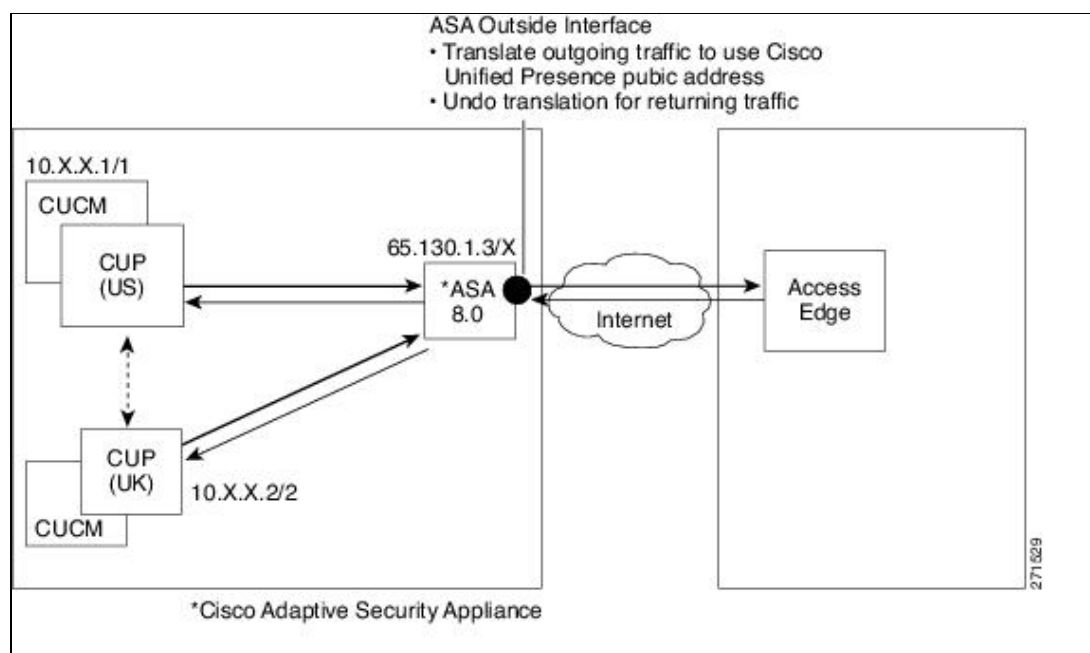 ASA Outside Interface
• Translate outgoing traffic to use Cisco
Unified Presence pubic address
• Undo translation for returning traffic
10.X.X.1/1
CUCM
CUP
(US)
65.130.1.3/X
*ASA
8.0
Internet
Access
Edge
CUP
(UK)
10.X.X.2/2
CUCM
271529
*Cisco Adaptive Security Appliance